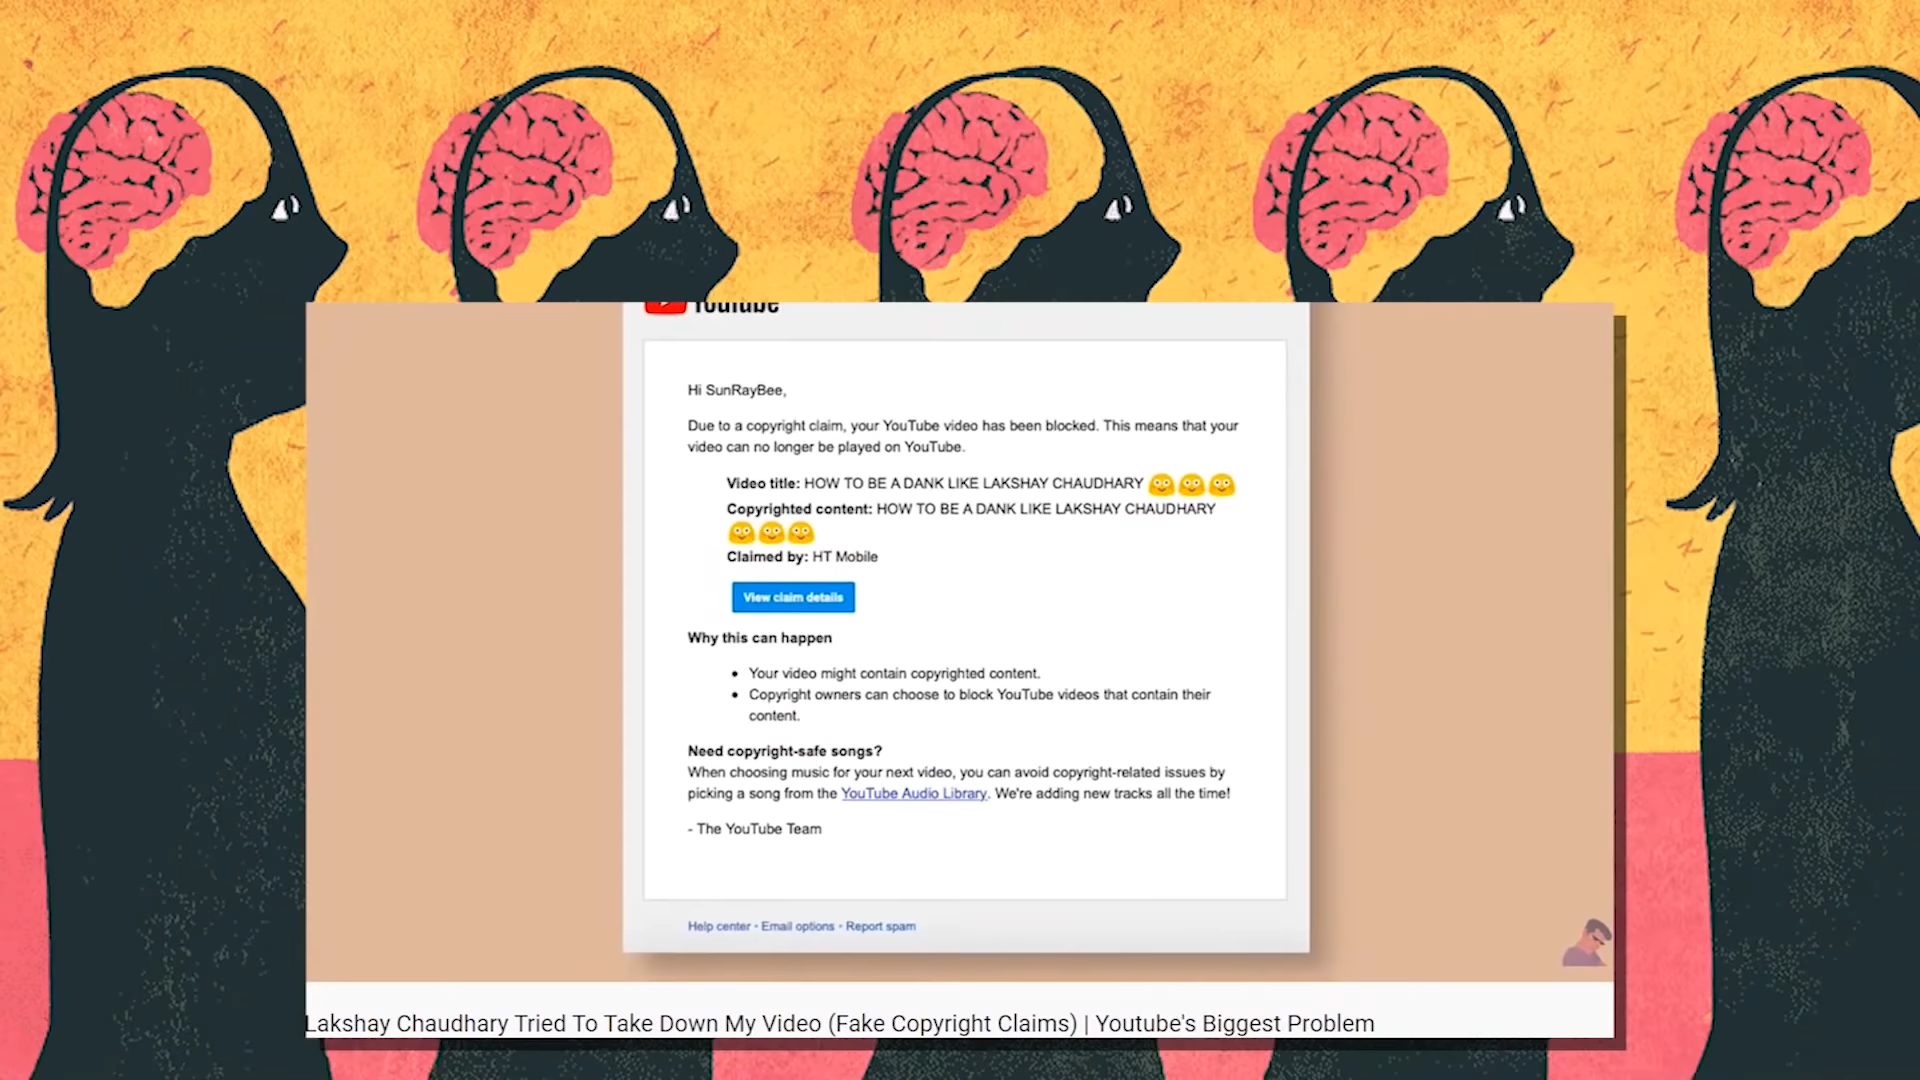 YouTube
Hi SunRayBee,
Due to a copyright claim, your YouTube video has been blocked. This means that your
video can no longer be played on YouTube.
Video title: HOW TO BE A DANK LIKE LAKSHAY CHAUDHARY
Copyrighted content: HOW TO BE A DANK LIKE LAKSHAY CHAUDHARY
Claimed by: HT Mobile
View claim details
Why this can happen
• Your video might contain copyrighted content.
• Copyright owners can choose to block YouTube videos that contain their
content.
Need copyright-safe songs?
When choosing music for your next video, you can avoid copyright-related issues by
picking a song from the YouTube Audio Library. We're adding new tracks all the time!
- The YouTube Team
Help center • Email options • Report spam
Lakshay Chaudhary Tried To Take Down My Video (Fake Copyright Claims) | Youtube's Biggest Problem